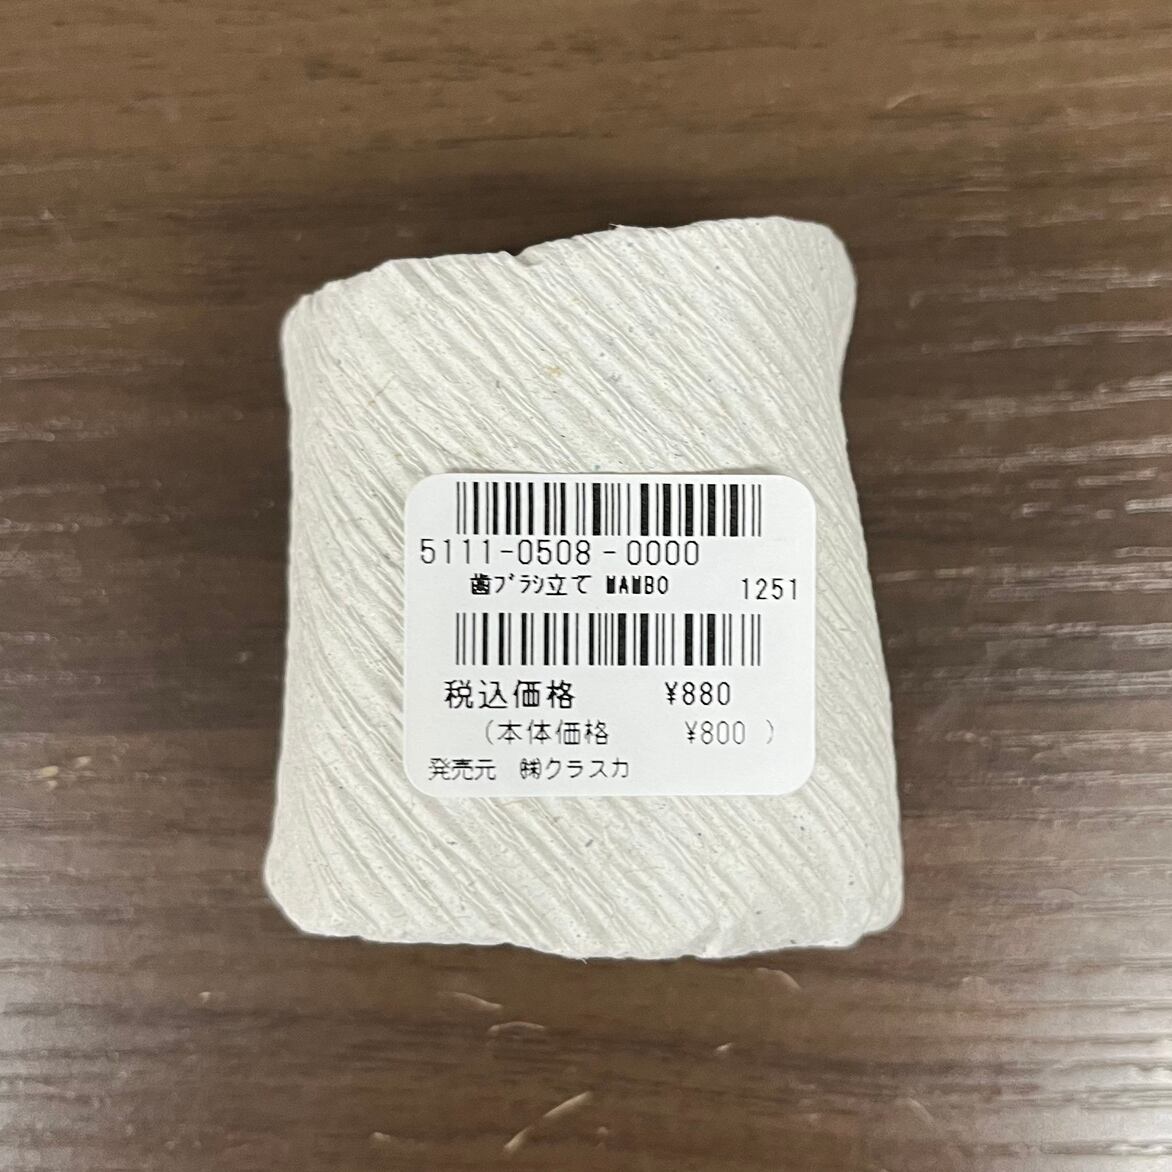 5111-0508-0000
歯ﾌﾞﾗｼ立て MAMBO 1251
税込価格 ¥880
(本体価格 ¥800 )
発売元 ㈱クラスカ